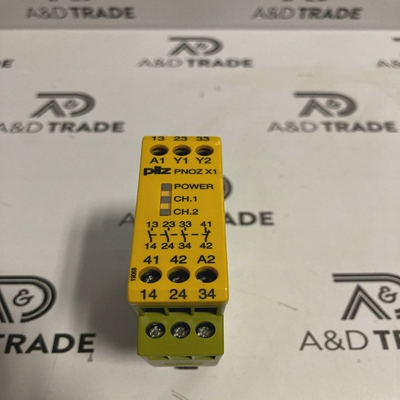 A&D TRADE
A&D TRADE
A&D TRADE
A&D TRADE
A&D TRADE
13 23 33
A1 Y1 Y2
pilz PNOZ X1
POWER
CH.1
CH.2
13 23 33 41
14 24 34 42
41 42 A2
14 24 34